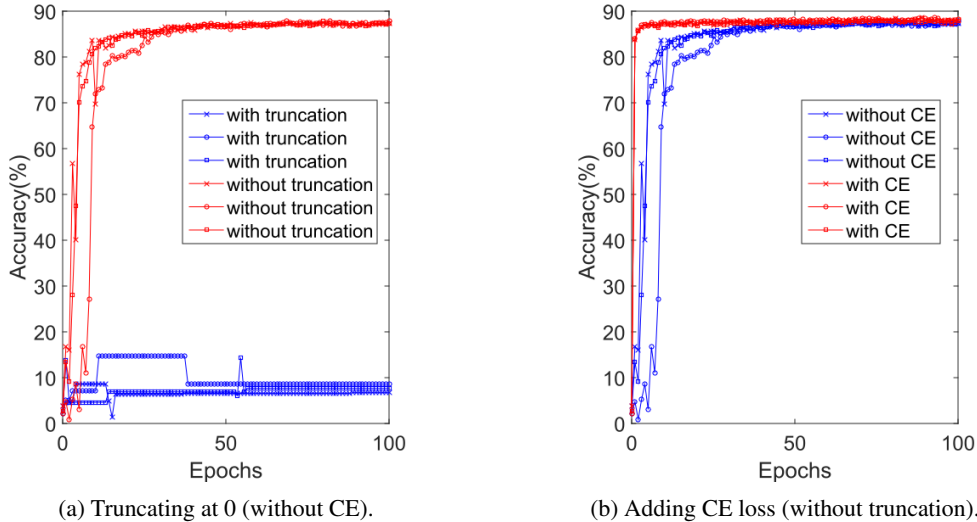 100
90
80
70
60
50
40
30
20
10
0
Accuracy(%)
with truncation
with truncation
with truncation
without truncation
without truncation
without truncation
0
50
100
Epochs
(a) Truncating at 0 (without CE).
100
90
80
70
60
50
40
30
20
10
0
Accuracy(%)
without CE
without CE
without CE
with CE
with CE
with CE
0
50
100
Epochs
(b) Adding CE loss (without truncation).